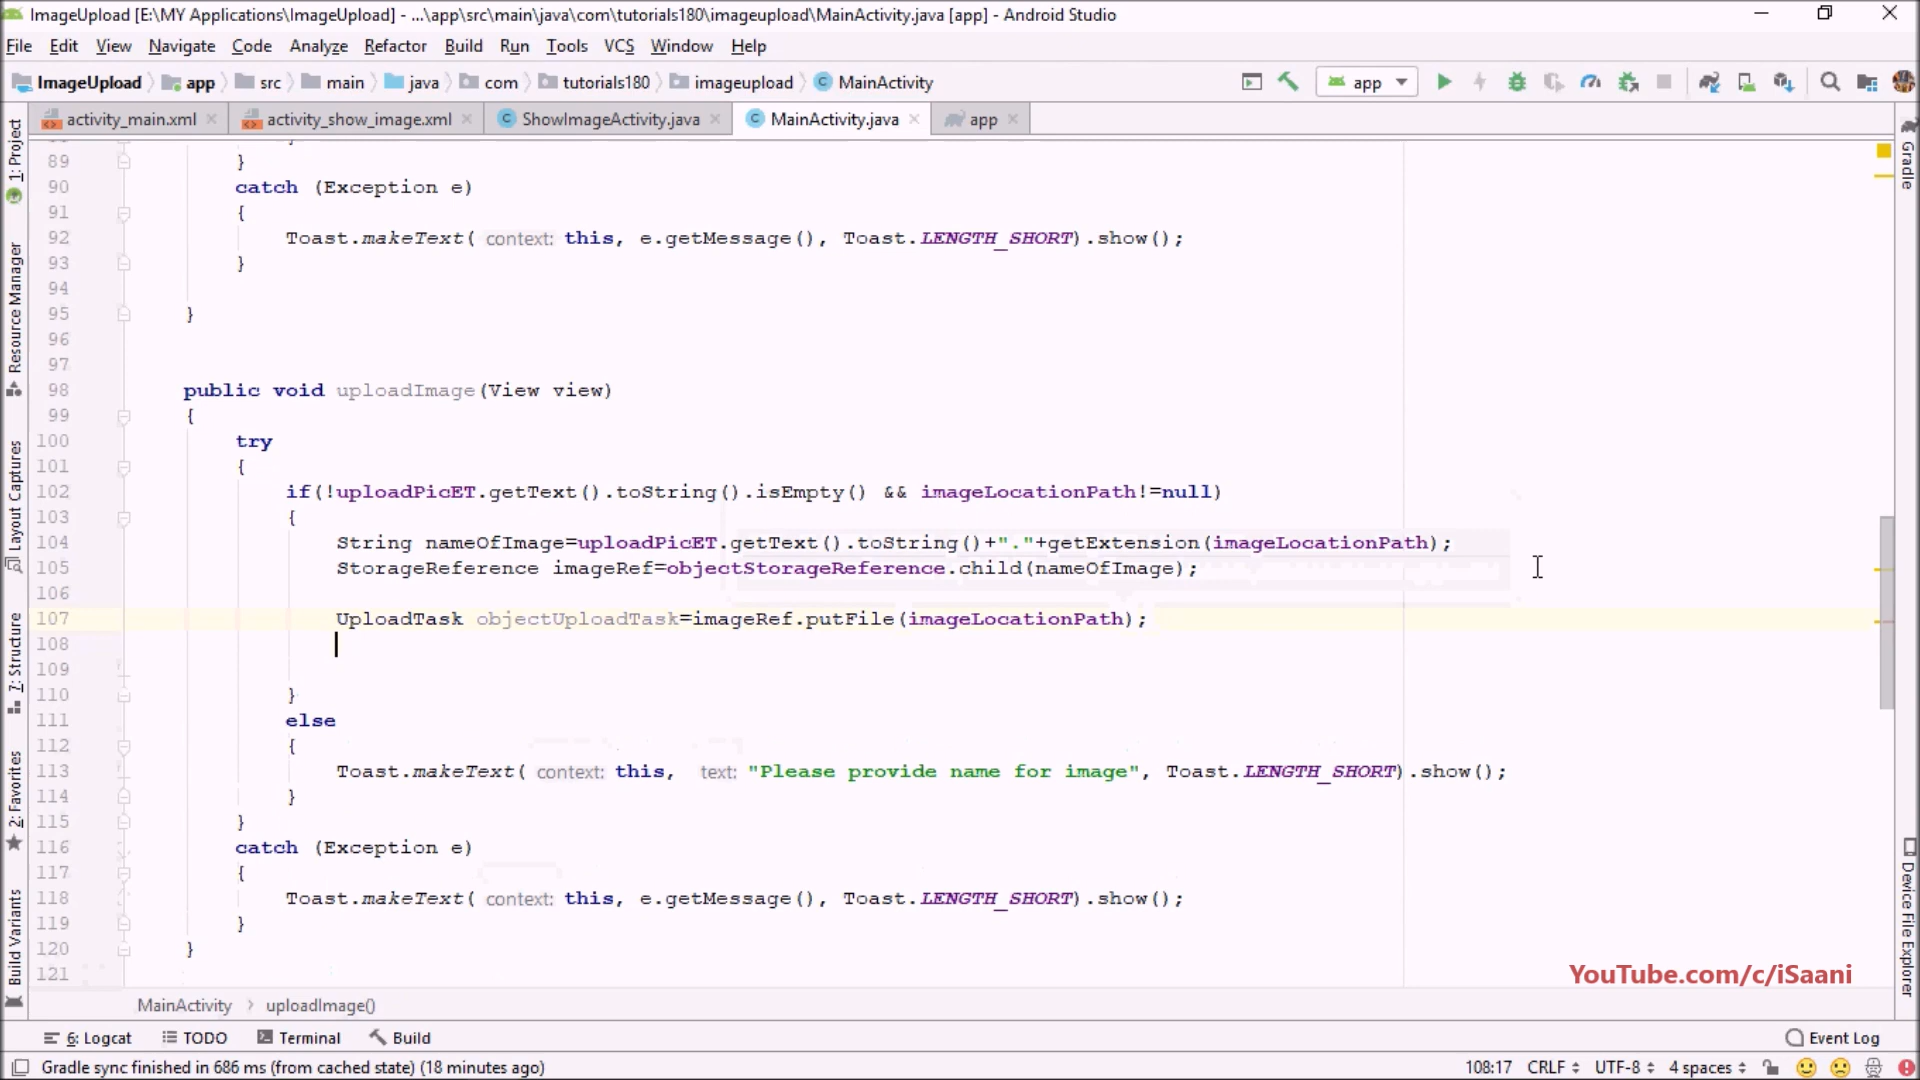 ImageUpload [E:\MY Applications\ImageUpload] - ...\app\src\main\java\com\tutorials180\imageupload\MainActivity.java [app] - Android Studio
File Edit View Navigate Code Analyze Refactor Build Run Tools VCS Window Help
ImageUpload app src main java com tutorials180 imageupload MainActivity app
activity_main.xml activity_show_image.xml ShowImageActivity.java MainActivity.java app
1: Project
Resource Manager
Layout Captures
7: Structure
2: Favorites
Build Variants
Gradle
Device File Explorer
89 }
90 catch (Exception e)
91 {
92 Toast.makeText( context: this, e.getMessage(), Toast.LENGTH_SHORT).show();
93 }
94
95 }
96
97
98 public void uploadImage(View view)
99 {
100 try
101 {
102 if(!uploadPicET.getText().toString().isEmpty() && imageLocationPath!=null)
103 {
104 String nameOfImage=uploadPicET.getText().toString()+"."+getExtension(imageLocationPath);
105 StorageReference imageRef=objectStorageReference.child(nameOfImage);
106
107 UploadTask objectUploadTask=imageRef.putFile(imageLocationPath);
108
109
110 }
111 else
112 {
113 Toast.makeText( context: this, text: "Please provide name for image", Toast.LENGTH_SHORT).show();
114 }
115 }
116 catch (Exception e)
117 {
118 Toast.makeText( context: this, e.getMessage(), Toast.LENGTH_SHORT).show();
119 }
120 }
121
YouTube.com/c/iSaani
MainActivity > uploadImage()
6: Logcat TODO Terminal Build Event Log
Gradle sync finished in 686 ms (from cached state) (18 minutes ago) 108:17 CRLF UTF-8 4 spaces